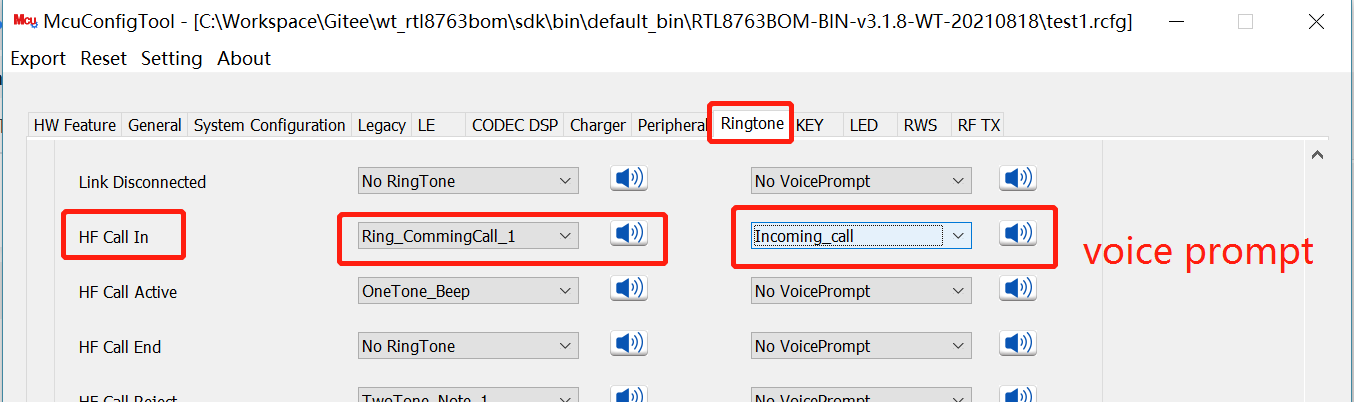 Mcu McuConfigTool - [C:\Workspace\Gitee\wt_rtl8763bom\sdk\bin\default_bin\RTL8763BOM-BIN-v3.1.8-WT-20210818\test1.rcfg]
Export Reset Setting About
HW Feature General System Configuration Legacy LE CODEC DSP Charger Peripheral Ringtone KEY LED RWS RF TX
Link Disconnected No RingTone No VoicePrompt
HF Call In Ring_CommingCall_1 Incoming_call
voice prompt
HF Call Active OneTone_Beep No VoicePrompt
HF Call End No RingTone No VoicePrompt
HF Call Reject TwoTone_Note_1 No VoicePrompt